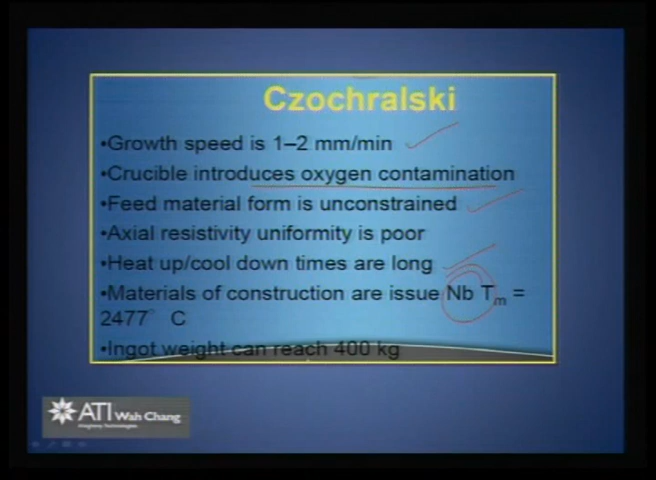 Czochralski
•Growth speed is 1–2 mm/min
•Crucible introduces oxygen contamination
•Feed material form is unconstrained
•Axial resistivity uniformity is poor
•Heat up/cool down times are long
•Materials of construction are issue Nb Tm =
2477° C
•Ingot weight can reach 400 kg
ATI Wah Chang
Allegheny Technologies